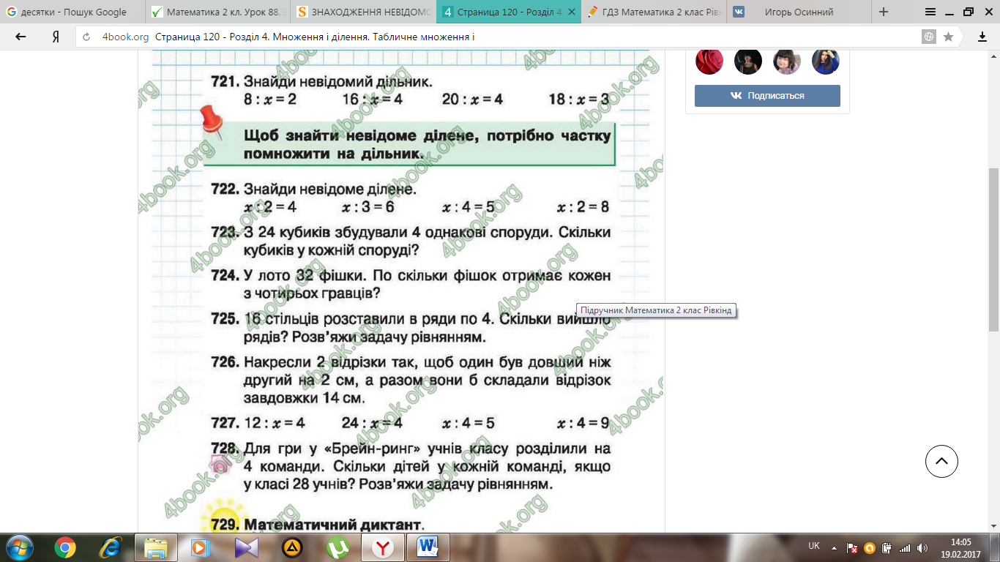 десятки - Пошук Google
Математика 2 кл. Урок 88.
ЗНАХОДЖЕННЯ НЕВІДОМО
Страница 120 - Розділ 4.
ГДЗ Математика 2 клас Рів
Игорь Осинний
4book.org Страница 120 - Розділ 4. Множення і ділення. Табличне множення і
Подписаться
721. Знайди невідомий дільник.
8 : x = 2 16 : x = 4 20 : x = 4 18 : x = 3
Щоб знайти невідоме ділене, потрібно частку
помножити на дільник.
722. Знайди невідоме ділене.
x : 2 = 4 x : 3 = 6 x : 4 = 5 x : 2 = 8
723. З 24 кубиків збудували 4 однакові споруди. Скільки
кубиків у кожній споруді?
724. У лото 32 фішки. По скільки фішок отримає кожен
з чотирьох гравців?
Підручник Математика 2 клас Рівкінд
725. 16 стільців розставили в ряди по 4. Скільки вийшло
рядів? Розв’яжи задачу рівнянням.
726. Накресли 2 відрізки так, щоб один був довший ніж
другий на 2 см, а разом вони б складали відрізок
завдовжки 14 см.
727. 12 : x = 4 24 : x = 4 x : 4 = 5 x : 4 = 9
728. Для гри у «Брейн-ринг» учнів класу розділили на
4 команди. Скільки дітей у кожній команді, якщо
у класі 28 учнів? Розв’яжи задачу рівнянням.
729. Математичний диктант.
UK
14:05
19.02.2017
4book.org